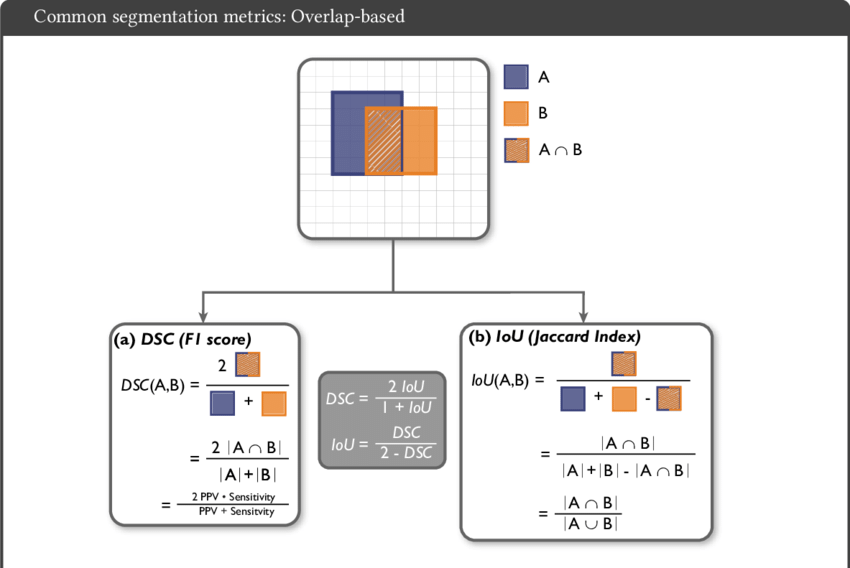 Common segmentation metrics: Overlap-based
A
B
A ∩ B
(a) DSC (F1 score)
DSC(A,B) = 2 / +
= 2 |A ∩ B| / |A|+|B|
= 2 PPV • Sensitivity / PPV + Sensitivity
DSC = 2 IoU / 1 + IoU
IoU = DSC / 2 - DSC
(b) IoU (Jaccard Index)
IoU(A,B) = / + -
= |A ∩ B| / |A|+|B| - |A ∩ B|
= |A ∩ B| / |A ∪ B|